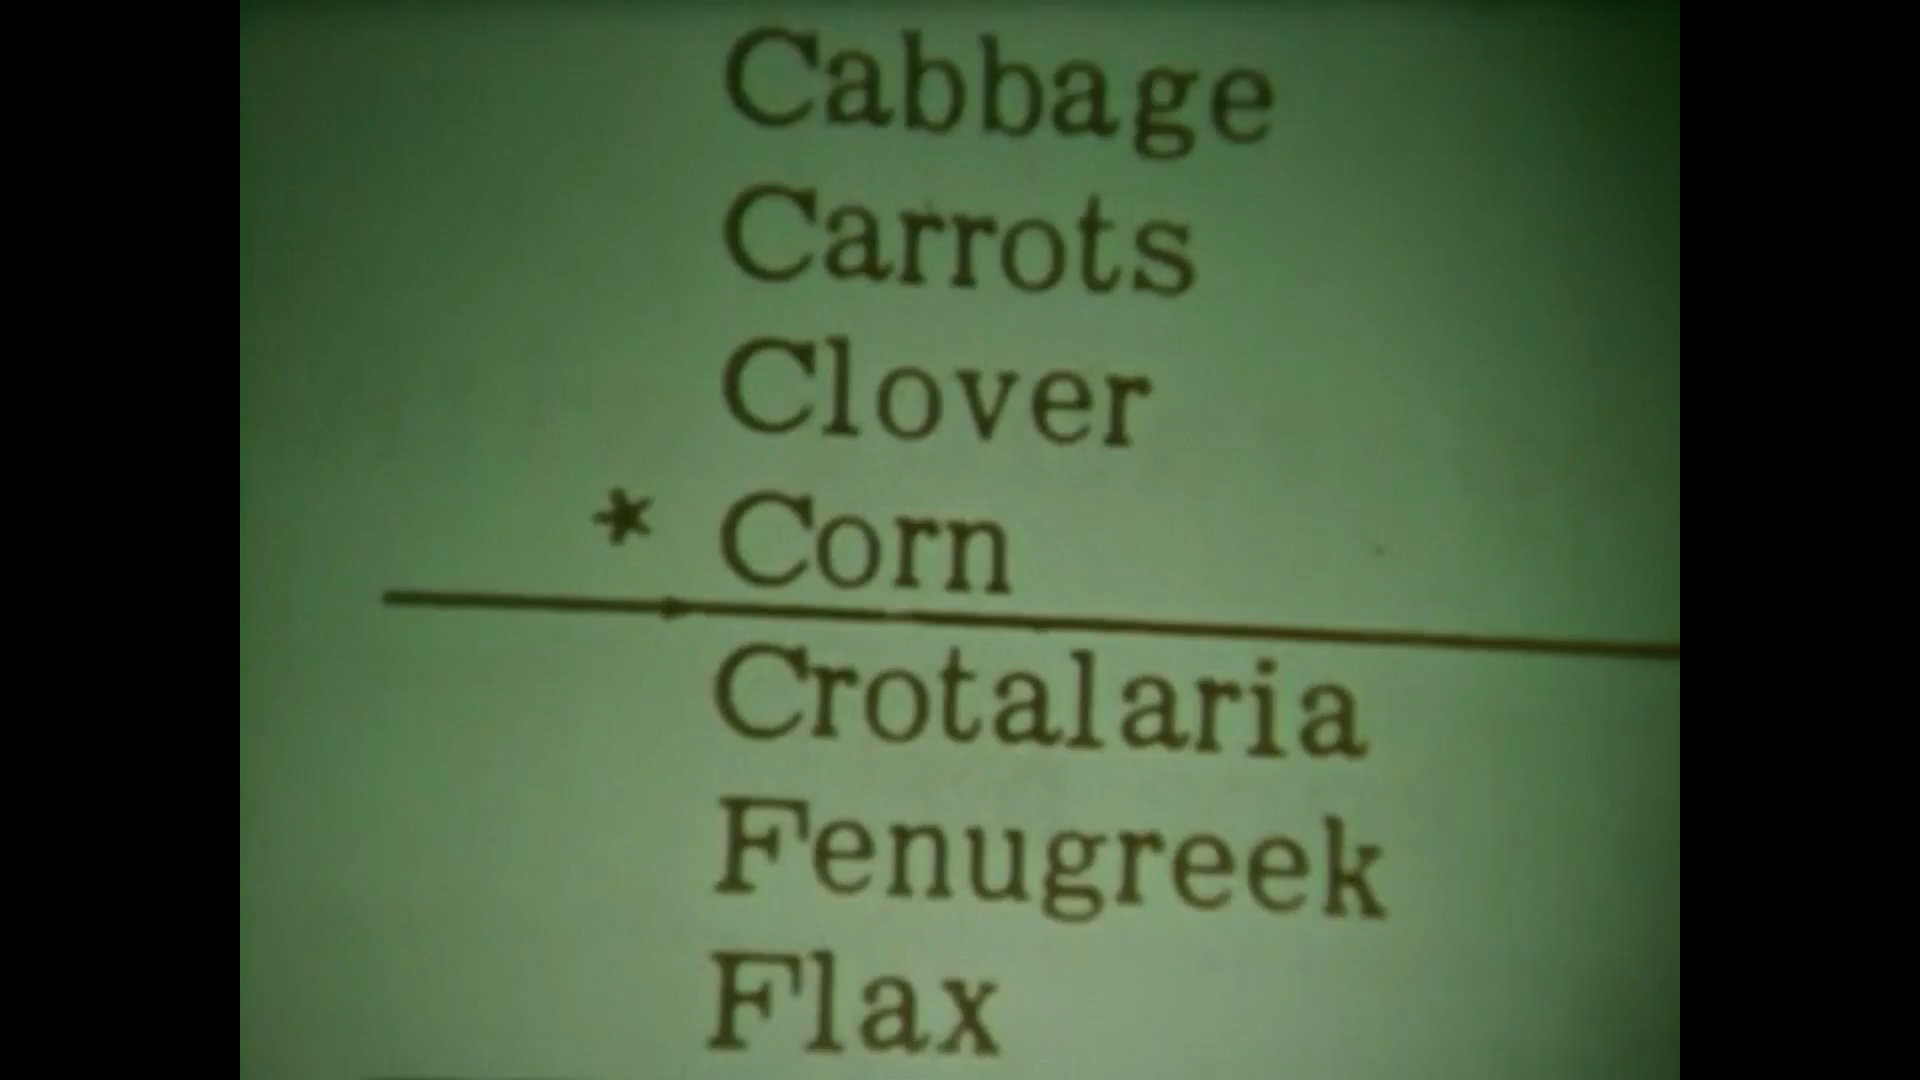 Cabbage
Carrots
Clover
* Corn
Crotalaria
Fenugreek
Flax